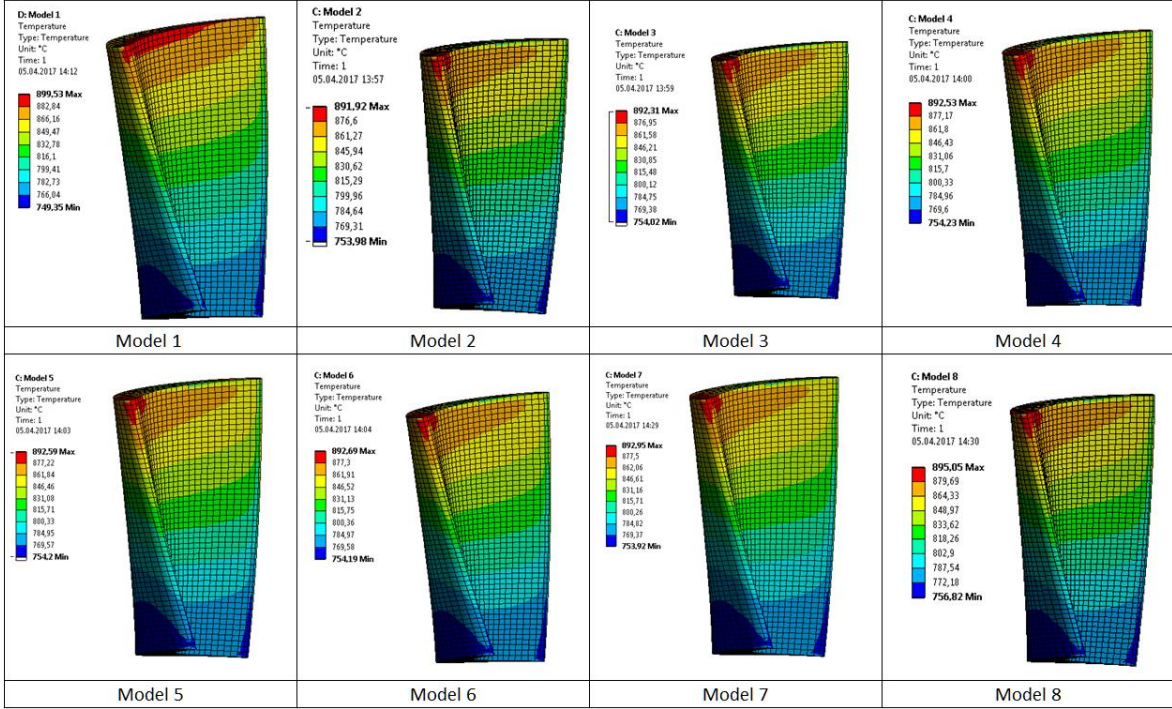 D: Model 1
Temperature
Type: Temperature
Unit: °C
Time: 1
05.04.2017 14:12
899,53 Max
882,84
866,16
849,47
832,78
816,1
799,41
782,73
766,04
749,35 Min
C: Model 2
Temperature
Type: Temperature
Unit: °C
Time: 1
05.04.2017 13:57
891,92 Max
876,6
861,27
845,94
830,62
815,29
799,96
784,64
769,31
753,98 Min
C: Model 3
Temperature
Type: Temperature
Unit: °C
Time: 1
05.04.2017 13:59
892,31 Max
876,95
861,58
846,21
830,85
815,48
800,12
784,75
769,38
754,02 Min
C: Model 4
Temperature
Type: Temperature
Unit: °C
Time: 1
05.04.2017 14:00
892,53 Max
877,17
861,8
846,43
831,06
815,7
800,33
784,96
769,6
754,23 Min
Model 1
Model 2
Model 3
Model 4
C: Model 5
Temperature
Type: Temperature
Unit: °C
Time: 1
05.04.2017 14:03
892,59 Max
877,22
861,84
846,46
831,08
815,71
800,33
784,95
769,57
754,2 Min
C: Model 6
Temperature
Type: Temperature
Unit: °C
Time: 1
05.04.2017 14:04
892,69 Max
877,3
861,91
846,52
831,13
815,75
800,36
784,97
769,58
754,19 Min
C: Model 7
Temperature
Type: Temperature
Unit: °C
Time: 1
05.04.2017 14:29
892,95 Max
877,5
862,06
846,61
831,16
815,71
800,26
784,82
769,37
753,92 Min
C: Model 8
Temperature
Type: Temperature
Unit: °C
Time: 1
05.04.2017 14:30
895,05 Max
879,69
864,33
848,97
833,62
818,26
802,9
787,54
772,18
756,82 Min
Model 5
Model 6
Model 7
Model 8